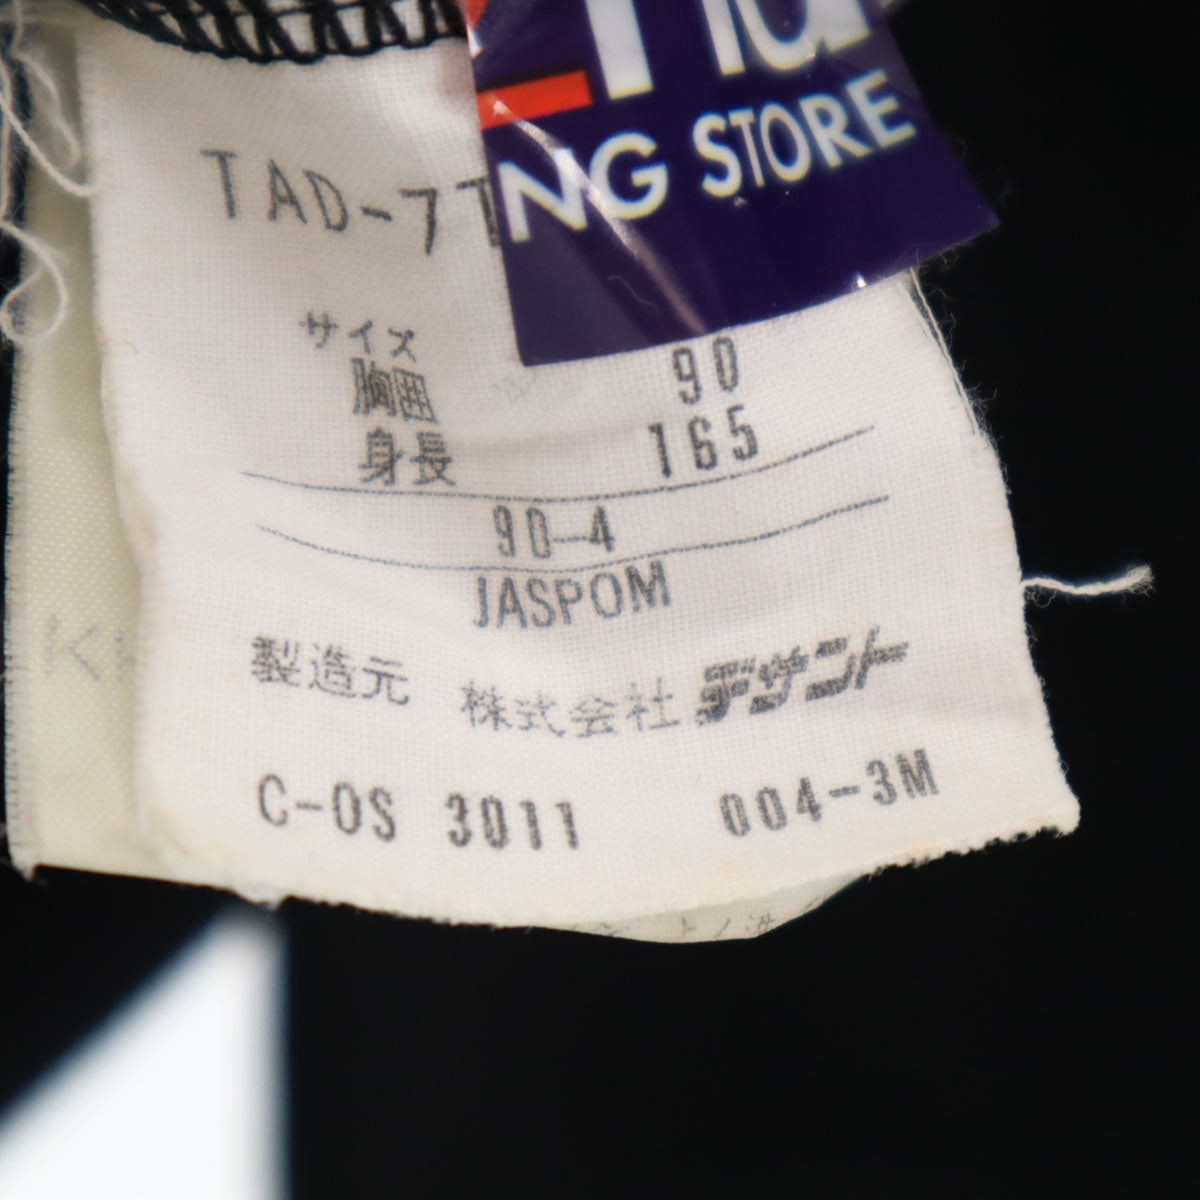 NG STORE
TAD-7
サイズ
胸囲 90
身長 165
90-4
JASPOM
製造元 株式会社 デサント
C-OS 3011 004-3M